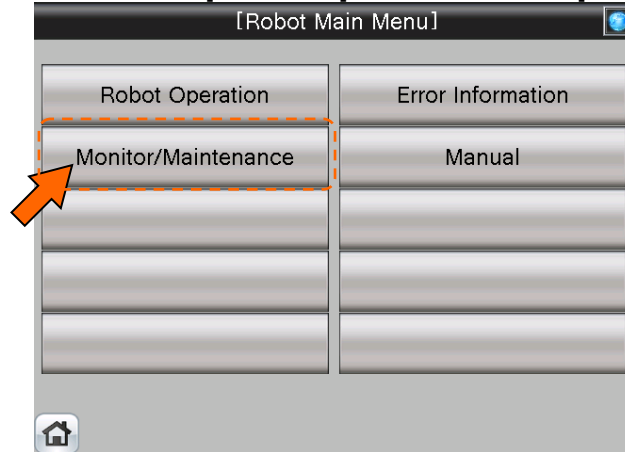 [Robot Main Menu]
Robot Operation
Error Information
Monitor/Maintenance
Manual